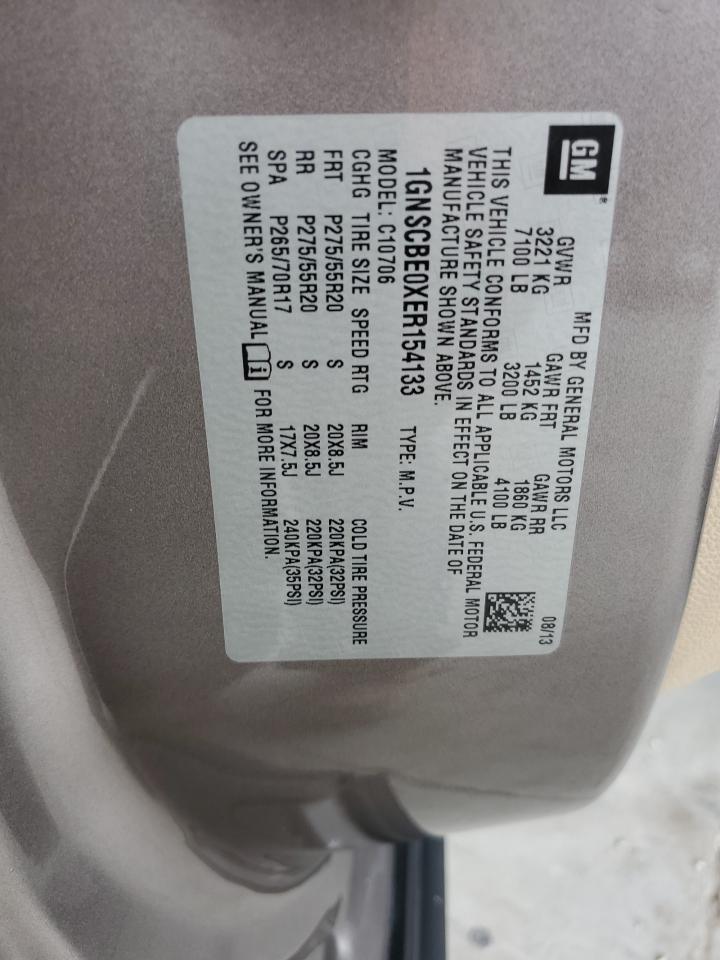 GM®
MFD BY GENERAL MOTORS LLC 08/13
GVWR GAWR FRT GAWR RR
3221 KG 1452 KG 1860 KG
7100 LB 3200 LB 4100 LB
THIS VEHICLE CONFORMS TO ALL APPLICABLE U.S. FEDERAL MOTOR
VEHICLE SAFETY STANDARDS IN EFFECT ON THE DATE OF
MANUFACTURE SHOWN ABOVE.
1GNSCBE0XER154133 TYPE: M.P.V.
MODEL: C10706
CGHG TIRE SIZE SPEED RTG RIM COLD TIRE PRESSURE
FRT P275/55R20 S 20X8.5J 220KPA(32PSI)
RR P275/55R20 S 20X8.5J 220KPA(32PSI)
SPA P265/70R17 S 17X7.5J 240KPA(35PSI)
SEE OWNER'S MANUAL i FOR MORE INFORMATION.